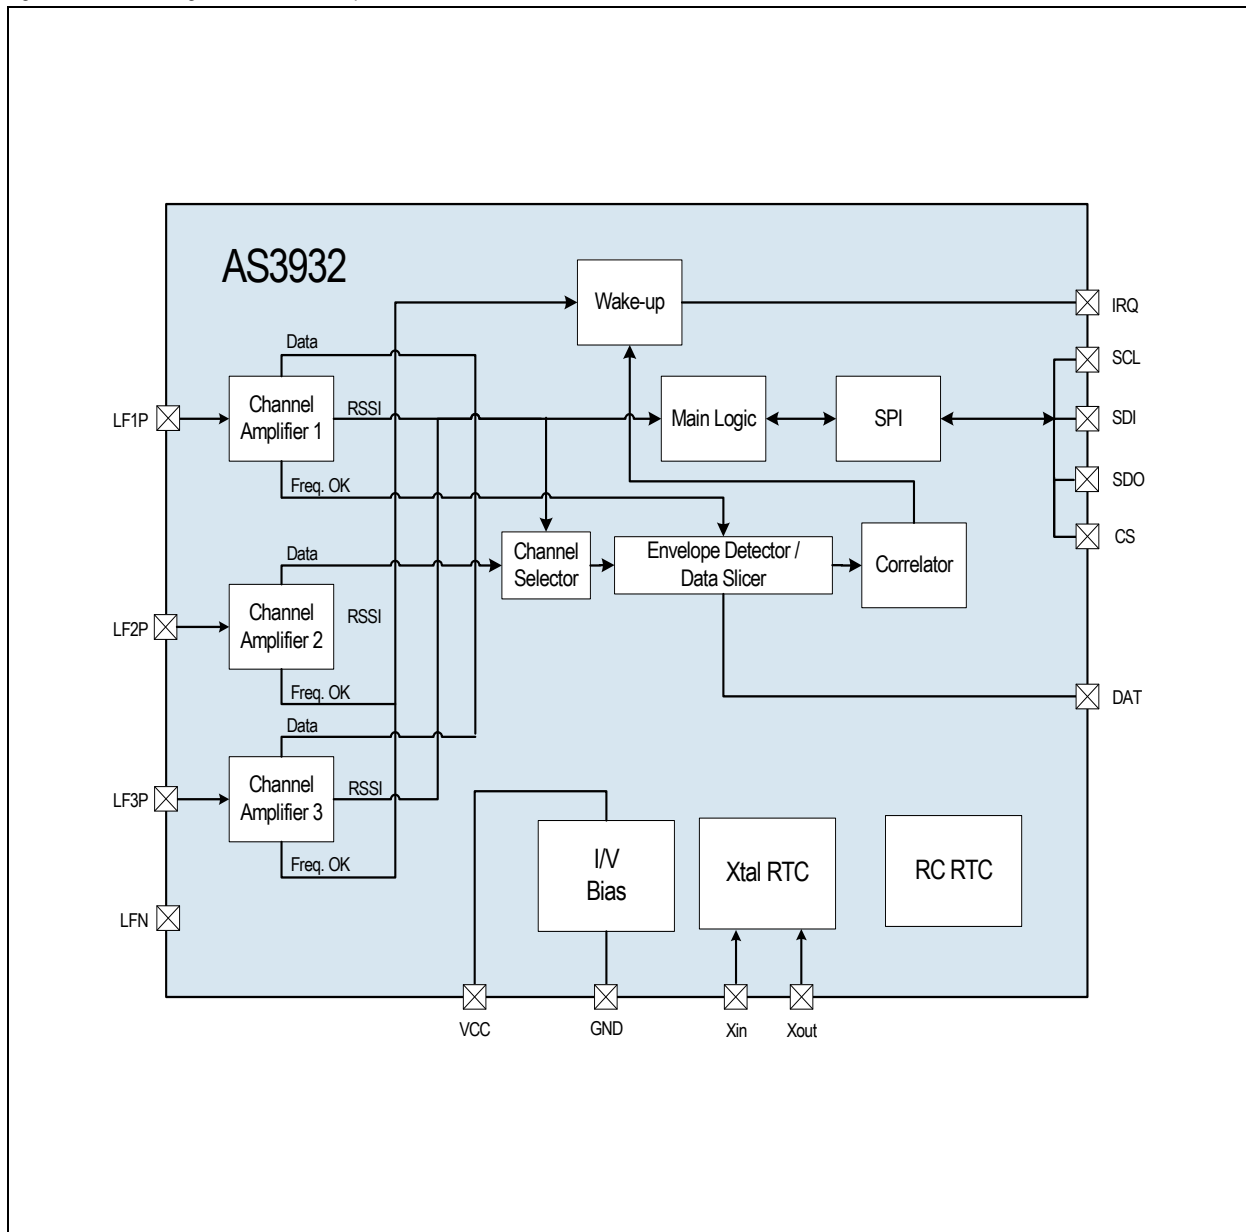 AS3932
Wake-up
IRQ
Data
SCL
Channel
Amplifier 1
RSSI
Main Logic
SPI
LF1P
SDI
Freq. OK
SDO
CS
Data
Channel
Selector
Envelope Detector /
Data Slicer
Correlator
Channel
Amplifier 2
RSSI
LF2P
Freq. OK
DAT
Data
Channel
Amplifier 3
RSSI
LF3P
Freq. OK
I/V
Bias
Xtal RTC
RC RTC
LFN
VCC
GND
Xin
Xout